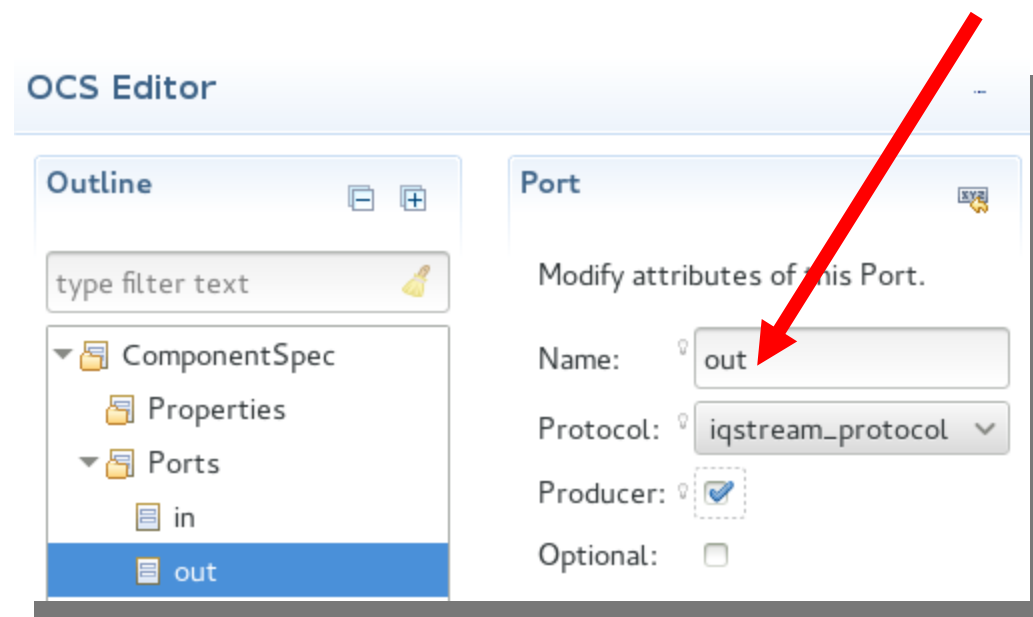 OCS Editor
Outline
type filter text
ComponentSpec
Properties
Ports
in
out
Port
XYZ
Modify attributes of this Port.
Name: out
Protocol: iqstream_protocol
Producer:
Optional: